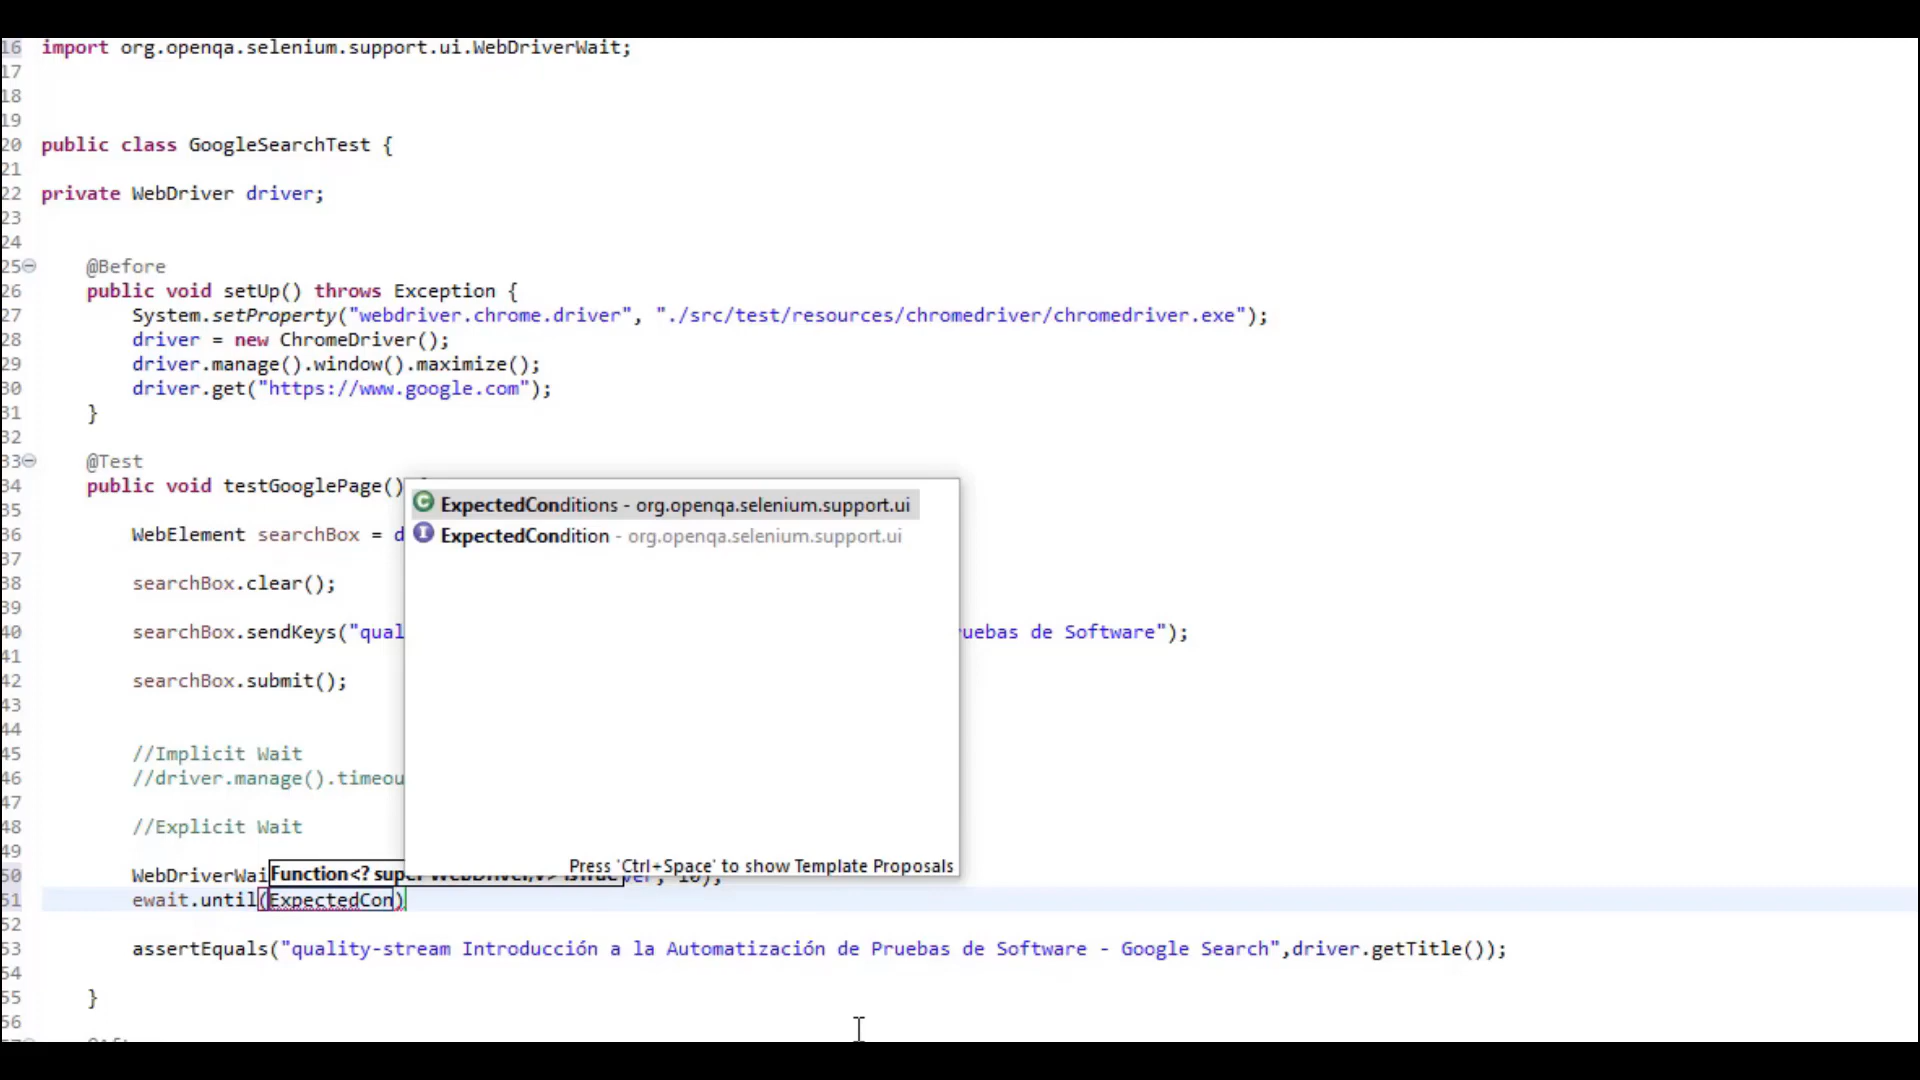 16 import org.openqa.selenium.support.ui.WebDriverWait;
17
18
19
20 public class GoogleSearchTest {
21
22 private WebDriver driver;
23
24
25 @Before
26 public void setUp() throws Exception {
27 System.setProperty("webdriver.chrome.driver", "./src/test/resources/chromedriver/chromedriver.exe");
28 driver = new ChromeDriver();
29 driver.manage().window().maximize();
30 driver.get("https://www.google.com");
31 }
32
33 @Test
34 public void testGooglePage()
ExpectedConditions - org.openqa.selenium.support.ui
35
36 WebElement searchBox = d
ExpectedCondition - org.openqa.selenium.support.ui
37
38 searchBox.clear();
39
40 searchBox.sendKeys("qual uebas de Software");
41
42 searchBox.submit();
43
44
45 //Implicit Wait
46 //driver.manage().timeou
47
48 //Explicit Wait
49
Press 'Ctrl+Space' to show Template Proposals
50 WebDriverWai Function<? super WebDriver,V> isTrue 10);
51 ewait.until(ExpectedCon)
52
53 assertEquals("quality-stream Introducción a la Automatización de Pruebas de Software - Google Search",driver.getTitle());
54
55 }
56